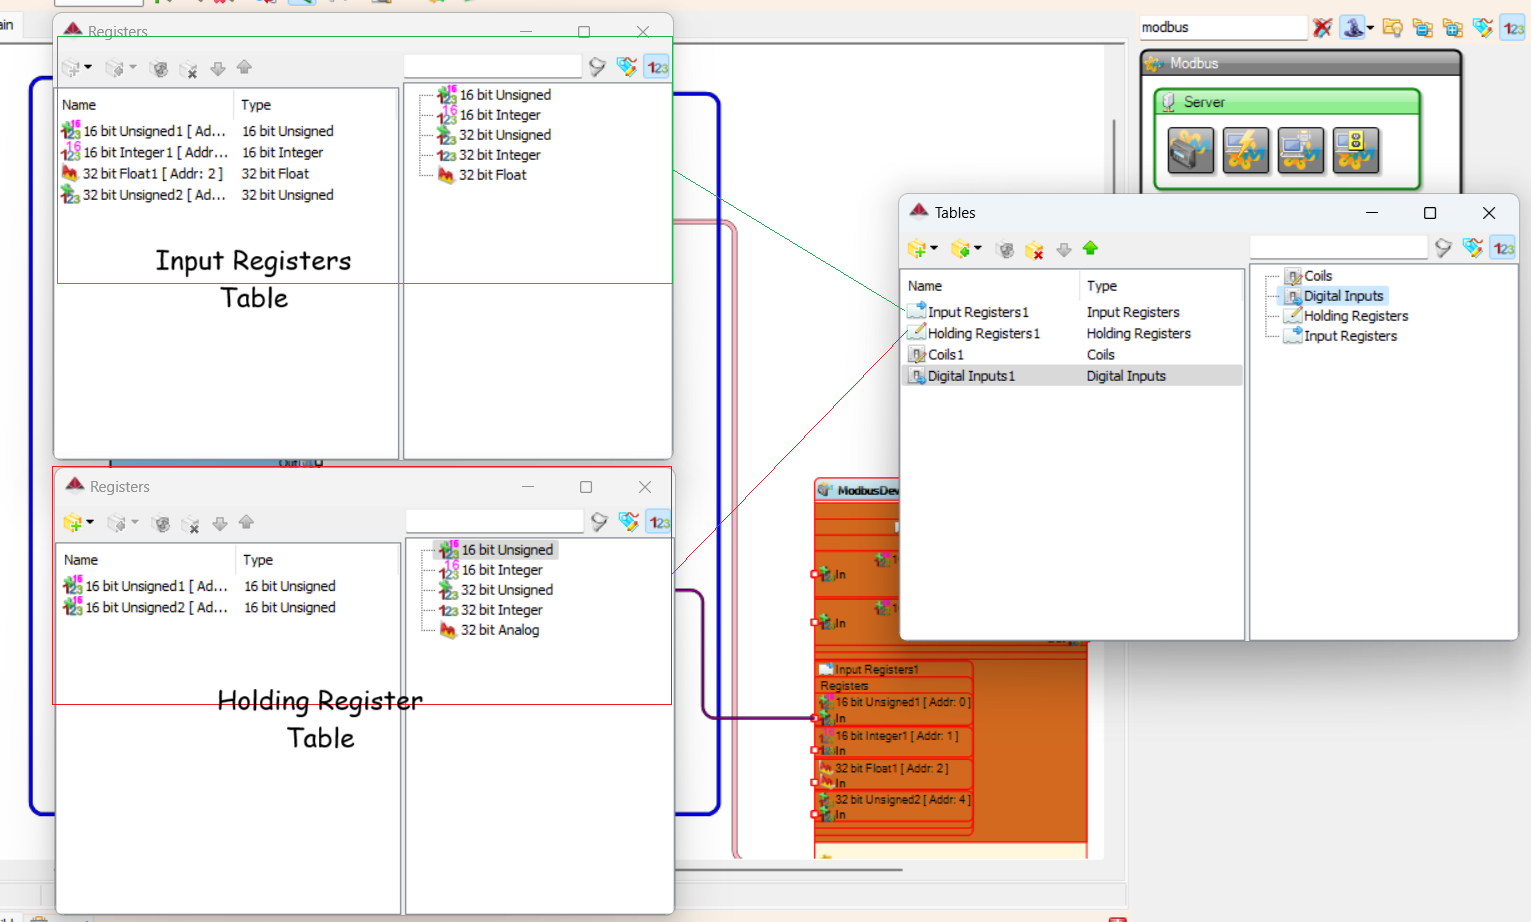 ain
modbus
123
Modbus
Server
Registers
123
Name Type
16 bit Unsigned1 [ Ad... 16 bit Unsigned
16 bit Integer1 [ Addr... 16 bit Integer
32 bit Float1 [ Addr: 2 ] 32 bit Float
32 bit Unsigned2 [ Ad... 32 bit Unsigned
16 bit Unsigned
16 bit Integer
32 bit Unsigned
32 bit Integer
32 bit Float
Input Registers
Table
Out
Registers
123
Name Type
16 bit Unsigned1 [ Ad... 16 bit Unsigned
16 bit Unsigned2 [ Ad... 16 bit Unsigned
16 bit Unsigned
16 bit Integer
32 bit Unsigned
32 bit Integer
32 bit Analog
Holding Register
Table
Tables
123
Name Type
Input Registers1 Input Registers
Holding Registers1 Holding Registers
Coils1 Coils
Digital Inputs1 Digital Inputs
Coils
Digital Inputs
Holding Registers
Input Registers
ModbusDev
In
In
Input Registers1
Registers
16 bit Unsigned1 [ Addr: 0 ]
In
16 bit Integer1 [ Addr: 1 ]
In
32 bit Float1 [ Addr: 2 ]
In
32 bit Unsigned2 [ Addr: 4 ]
In